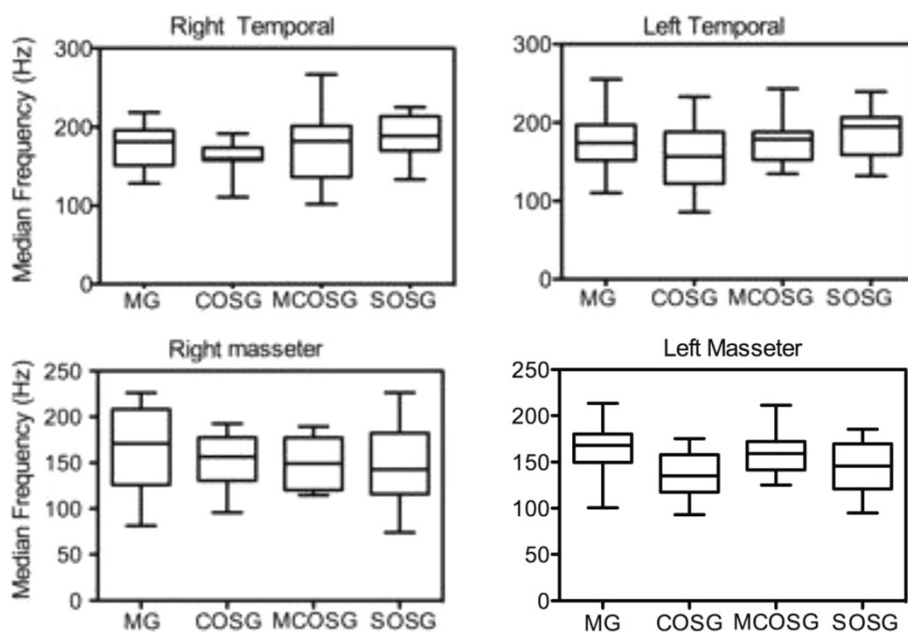 Right Temporal
Median Frequency (Hz)
300
200
100
0
MG COSG MCOSG SOSG
Left Temporal
300
200
100
0
MG COSG MCOSG SOSG
Right masseter
Median Frequency (Hz)
250
200
150
100
50
0
MG COSG MCOSG SOSG
Left Masseter
250
200
150
100
50
0
MG COSG MCOSG SOSG